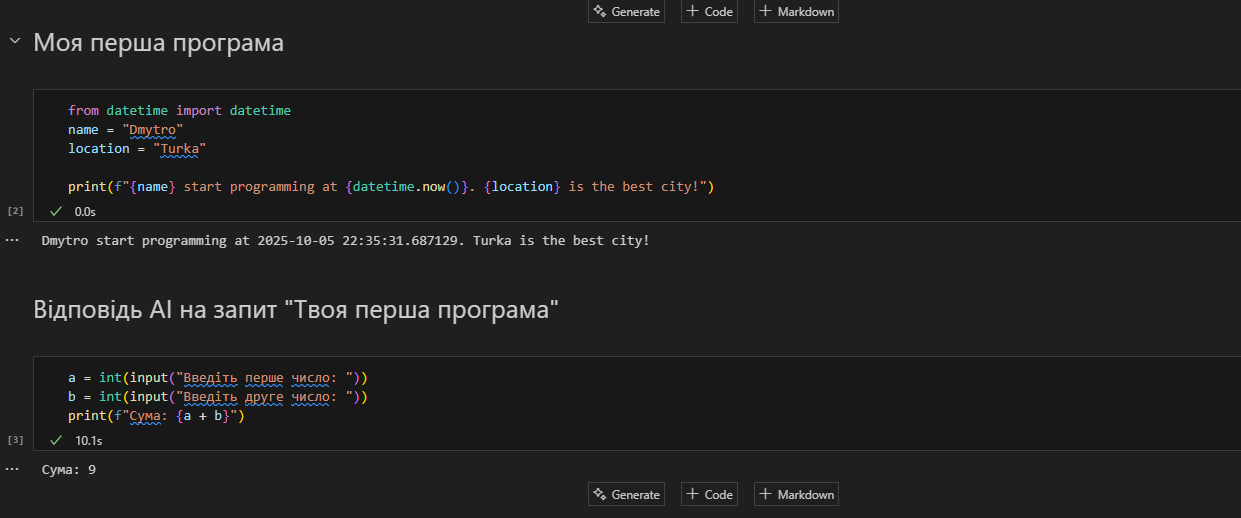 Generate + Code + Markdown
Моя перша програма
from datetime import datetime
name = "Dmytro"
location = "Turka"
print(f"{name} start programming at {datetime.now()}. {location} is the best city!")
[2] ✓ 0.0s
... Dmytro start programming at 2025-10-05 22:35:31.687129. Turka is the best city!
Відповідь AI на запит "Твоя перша програма"
a = int(input("Введіть перше число: "))
b = int(input("Введіть друге число: "))
print(f"Сума: {a + b}")
[3] ✓ 10.1s
... Сума: 9
Generate + Code + Markdown